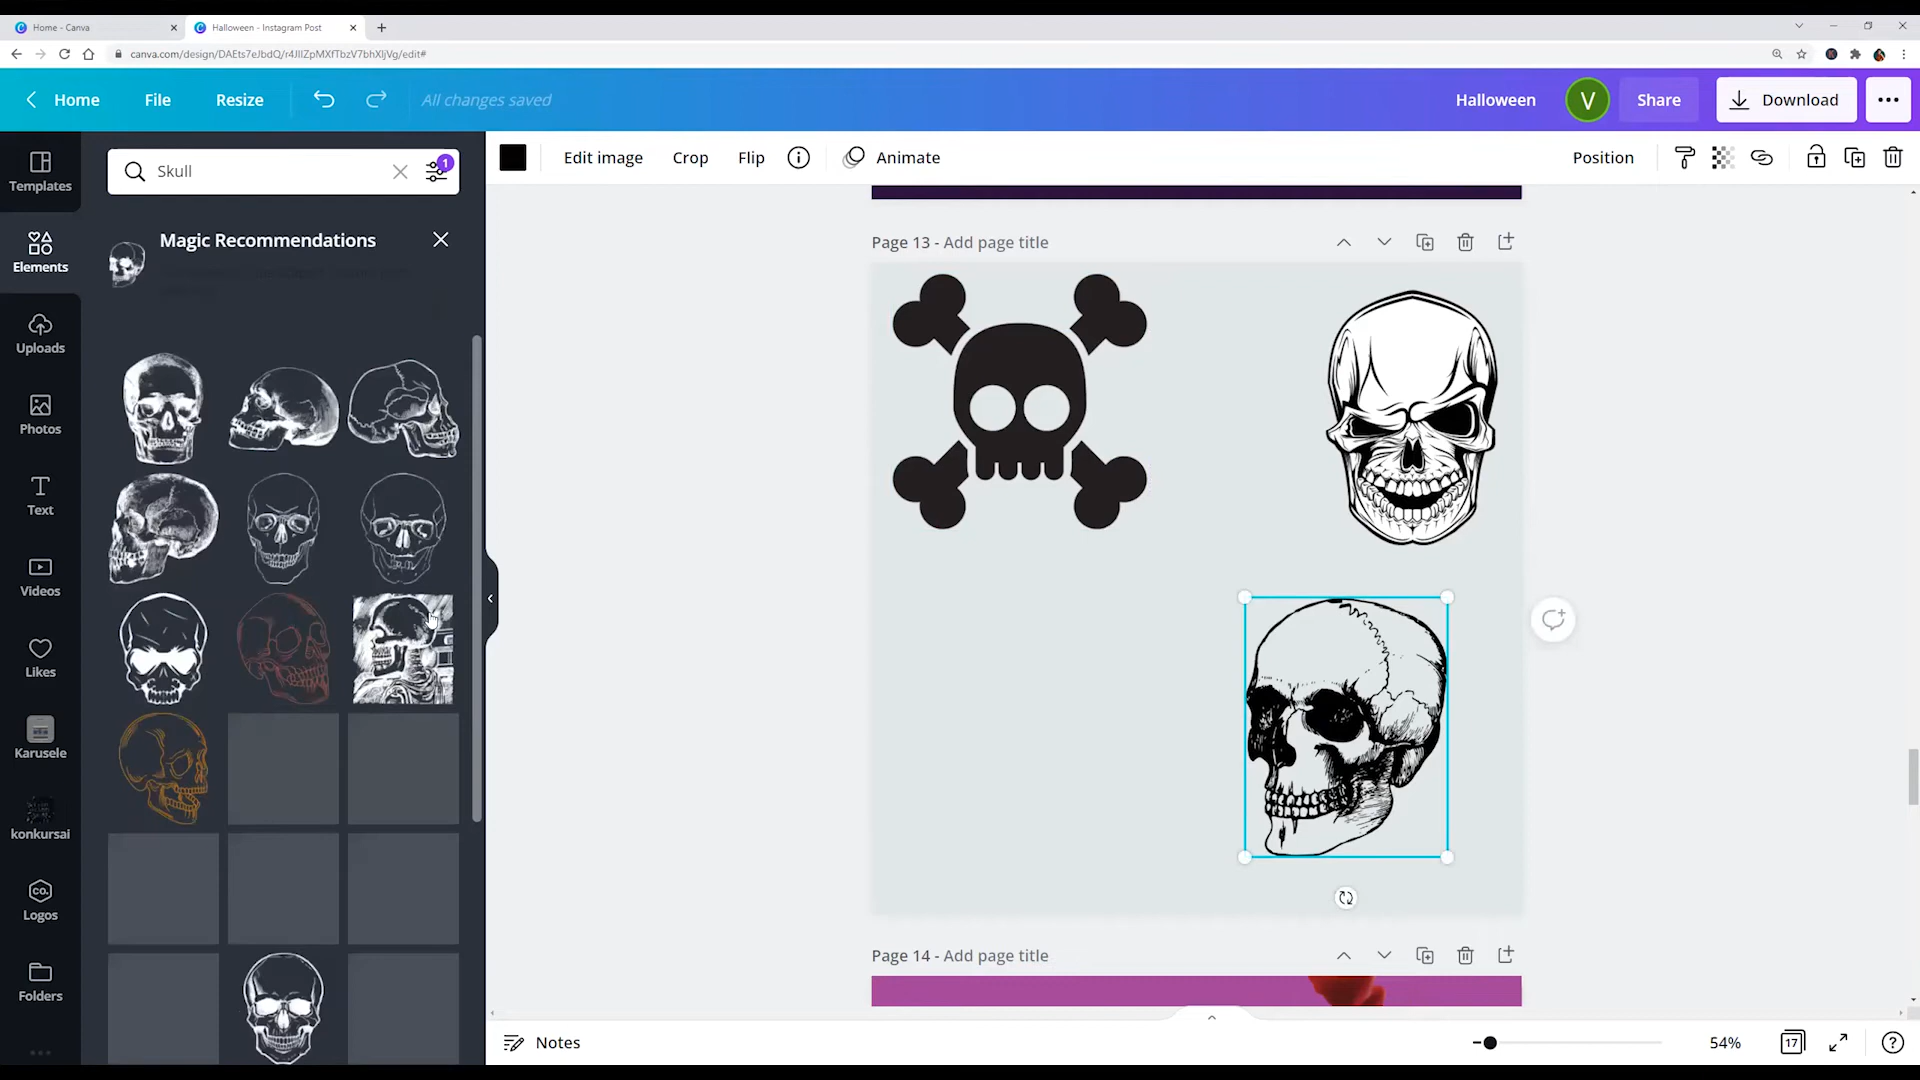 Home - Canva
Halloween - Instagram Post
canva.com/design/DAEts7eJbdQ/r4JIIZpMXfTbzV7bhXljVg/edit#
Home
File
Resize
All changes saved
Halloween
V
Share
Download
Templates
Elements
Uploads
Photos
Text
Videos
Likes
Karusele
konkursai
CO.
Logos
Folders
Skull
1
Magic Recommendations
Edit image
Crop
Flip
Animate
Position
Page 13 - Add page title
Page 14 - Add page title
Notes
54%
17